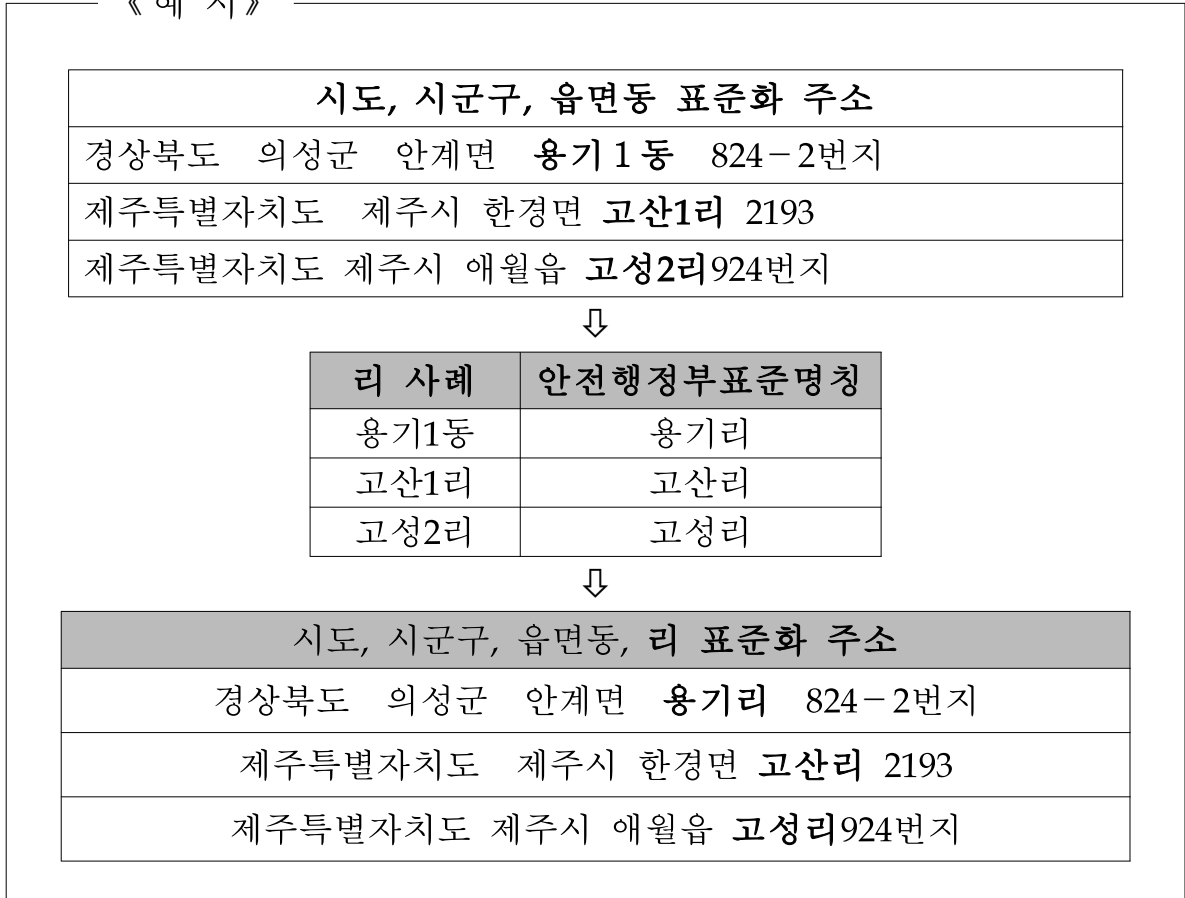 《 예 시 》
시도, 시군구, 읍면동 표준화 주소
경상북도 의성군 안계면 용기１동 824－2번지
제주특별자치도 제주시 한경면 고산1리 2193
제주특별자치도 제주시 애월읍 고성2리924번지
⇩
리 사례 안전행정부표준명칭
용기1동 용기리
고산1리 고산리
고성2리 고성리
⇩
시도, 시군구, 읍면동, 리 표준화 주소
경상북도 의성군 안계면 용기리 824－2번지
제주특별자치도 제주시 한경면 고산리 2193
제주특별자치도 제주시 애월읍 고성리924번지